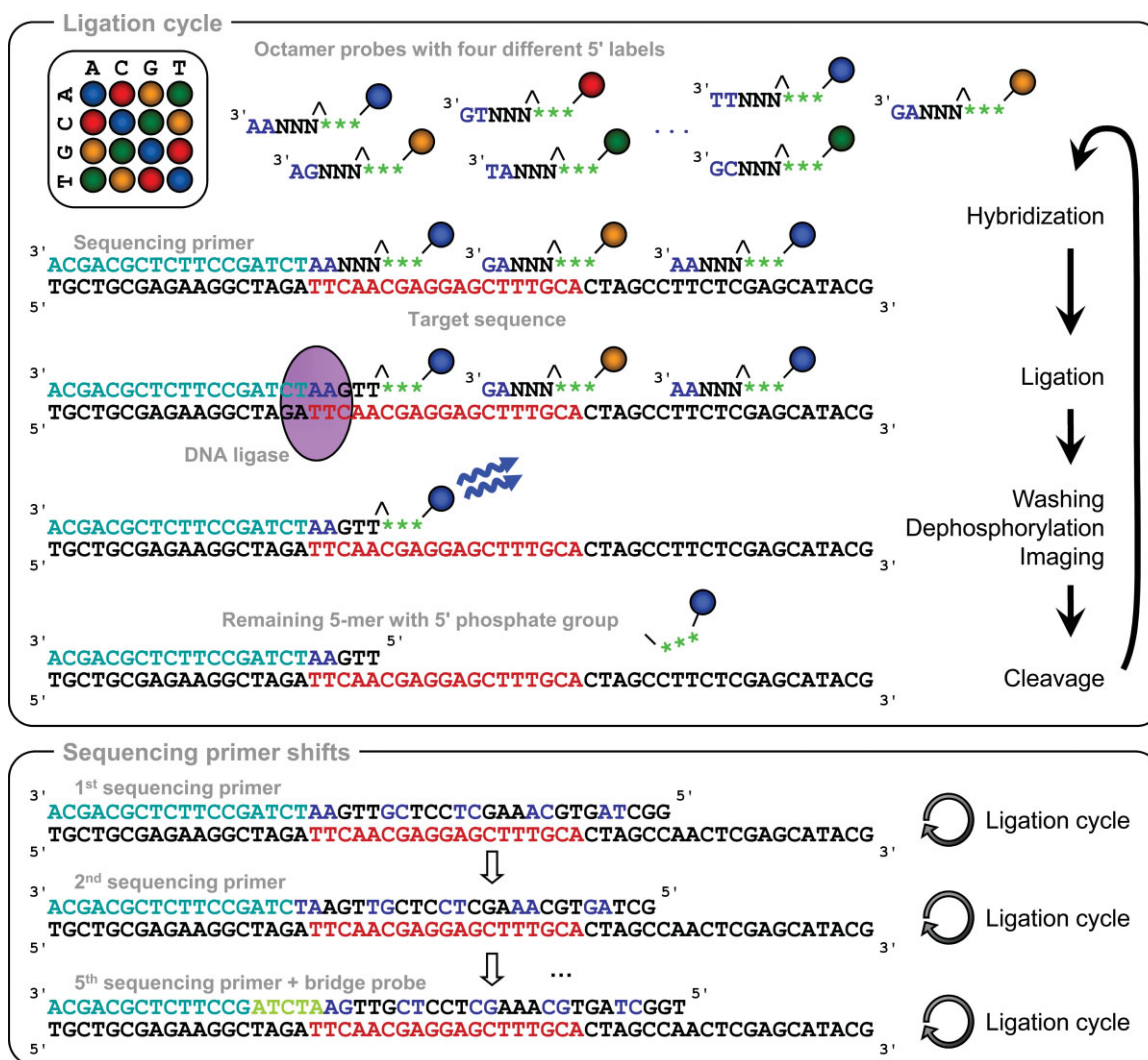 Ligation cycle
Octamer probes with four different 5' labels
A C G T
A
C
G
T
3' AANNN^***
3' GTNNN^***
3' TTNNN^***
3' GANNN^***
3' AGNNN^***
3' TANNN^***
...
3' GCNNN^***
Hybridization
Sequencing primer
3' ACGACGCTCTTCCGATCTAANNN^*** 3' GANNN^*** 3' AANNN^***
TGCTGCGAGAAGGCTAGATTCAACGAGGAGCTTTGCACTAGCCTTCTCGAGCATACG
5' 3'
Target sequence
Ligation
3' ACGACGCTCTTCCGATCTAAGTT^*** 3' GANNN^*** 3' AANNN^***
TGCTGCGAGAAGGCTAGATTCAACGAGGAGCTTTGCACTAGCCTTCTCGAGCATACG
5' 3'
DNA ligase
Washing
Dephosphorylation
Imaging
3' ACGACGCTCTTCCGATCTAAGTT^***
TGCTGCGAGAAGGCTAGATTCAACGAGGAGCTTTGCACTAGCCTTCTCGAGCATACG
5' 3'
Remaining 5-mer with 5' phosphate group
***
3' 5'
ACGACGCTCTTCCGATCTAAGTT
TGCTGCGAGAAGGCTAGATTCAACGAGGAGCTTTGCACTAGCCTTCTCGAGCATACG
5' 3'
Cleavage
Sequencing primer shifts
1st sequencing primer
3' ACGACGCTCTTCCGATCTAAGTTGCTCCTCGAAACGTGATCGG 5'
TGCTGCGAGAAGGCTAGATTCAACGAGGAGCTTTGCACTAGCCAACTCGAGCATACG
5' 3'
Ligation cycle
2nd sequencing primer
3' ACGACGCTCTTCCGATCTAAGTTGCTCCTCGAAACGTGATCG 5'
TGCTGCGAGAAGGCTAGATTCAACGAGGAGCTTTGCACTAGCCAACTCGAGCATACG
5' 3'
Ligation cycle
...
5th sequencing primer + bridge probe
3' ACGACGCTCTTCCGATCTAAGTTGCTCCTCGAAACGTGATCGGT 5'
TGCTGCGAGAAGGCTAGATTCAACGAGGAGCTTTGCACTAGCCAACTCGAGCATACG
5' 3'
Ligation cycle